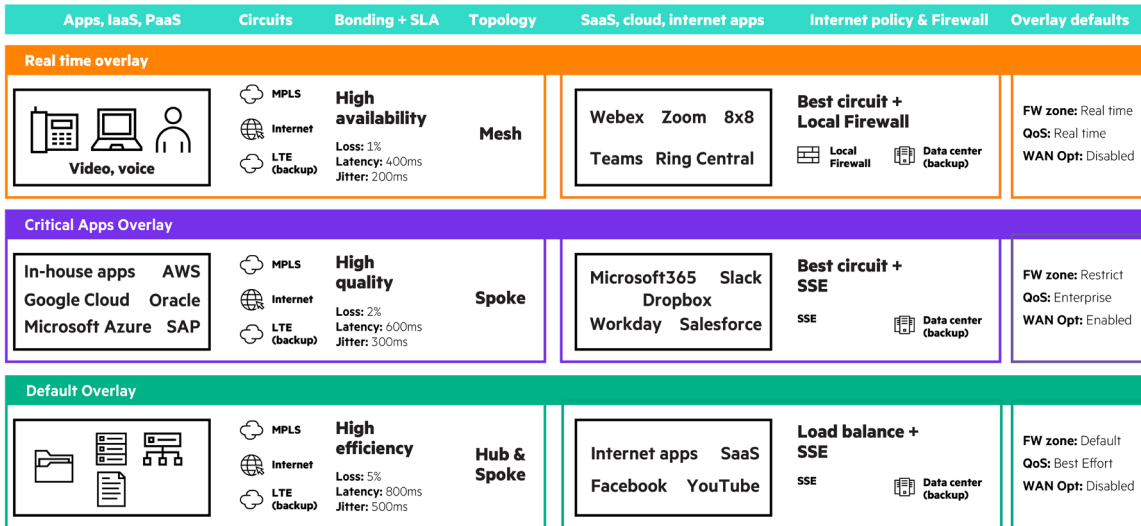 Apps, IaaS, PaaS
Circuits
Bonding + SLA
Topology
SaaS, cloud, internet apps
Internet policy & Firewall
Overlay defaults
Real time overlay
Video, voice
MPLS
Internet
LTE
(backup)
High
availability
Loss: 1%
Latency: 400ms
Jitter: 200ms
Mesh
Webex Zoom 8x8
Teams Ring Central
Best circuit +
Local Firewall
Local
Firewall
Data center
(backup)
FW zone: Real time
QoS: Real time
WAN Opt: Disabled
Critical Apps Overlay
In-house apps AWS
Google Cloud Oracle
Microsoft Azure SAP
MPLS
Internet
LTE
(backup)
High
quality
Loss: 2%
Latency: 600ms
Jitter: 300ms
Spoke
Microsoft365 Slack
Dropbox
Workday Salesforce
Best circuit +
SSE
SSE
Data center
(backup)
FW zone: Restrict
QoS: Enterprise
WAN Opt: Enabled
Default Overlay
MPLS
Internet
LTE
(backup)
High
efficiency
Loss: 5%
Latency: 800ms
Jitter: 500ms
Hub &
Spoke
Internet apps SaaS
Facebook YouTube
Load balance +
SSE
SSE
Data center
(backup)
FW zone: Default
QoS: Best Effort
WAN Opt: Disabled